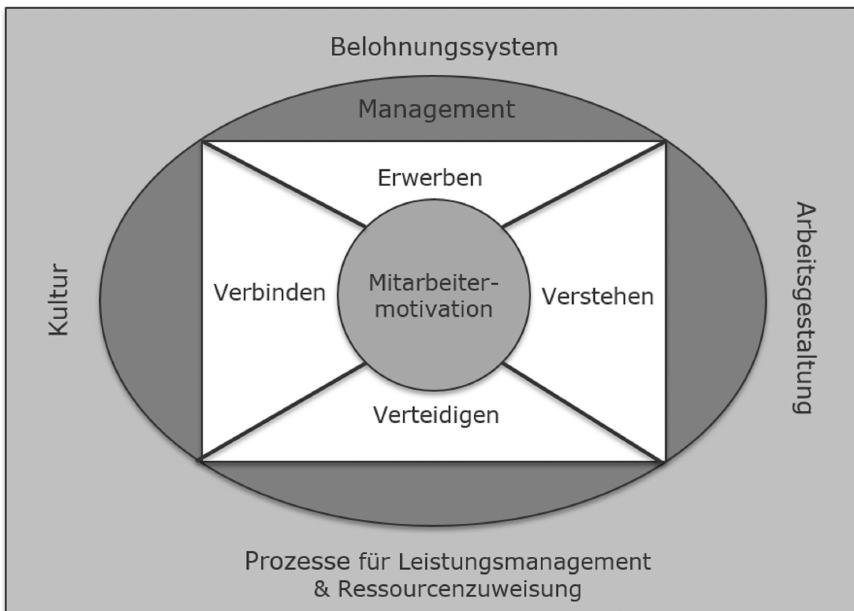 Belohnungssystem
Management
Erwerben
Kultur
Verbinden
Mitarbeiter-
motivation
Verstehen
Arbeitsgestaltung
Verteidigen
Prozesse für Leistungsmanagement
& Ressourcenzuweisung